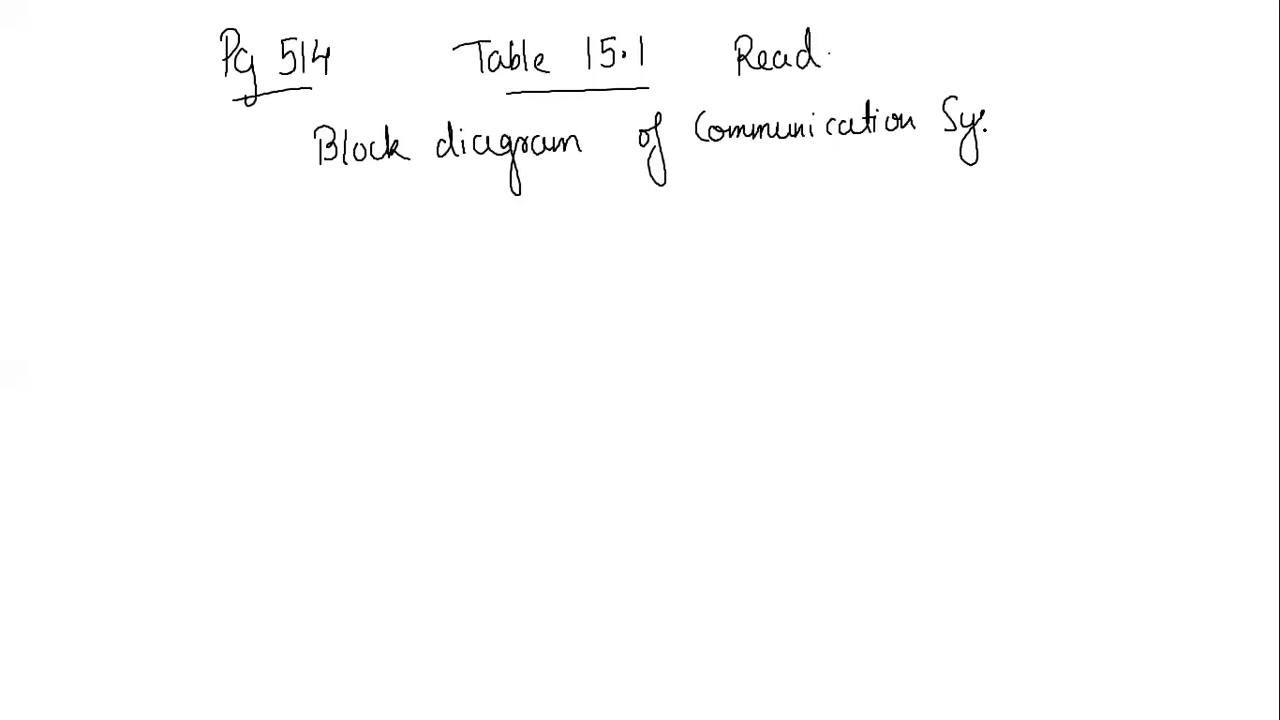 Pg 514 Table 15.1 Read.
Block diagram of Communication Sy.